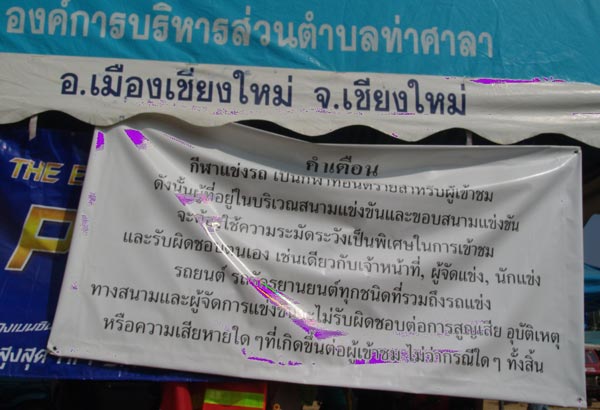 องค์การบริหารส่วนตำบลท่าศาลา
อ.เมืองเชียงใหม่ จ.เชียงใหม่
คำเตือน
กีฬาแข่งรถ เป็นกีฬาที่อันตรายสำหรับผู้เข้าชม
ดังนั้นผู้ที่อยู่ในบริเวณสนามแข่งขันและขอบสนามแข่งขัน
จะต้องใช้ความระมัดระวังเป็นพิเศษในการเข้าชม
และรับผิดชอบตนเอง เช่นเดียวกับเจ้าหน้าที่, ผู้จัดแข่ง, นักแข่ง
รถยนต์ รถจักรยานยนต์ทุกชนิดที่รวมถึงรถแข่ง
ทางสนามและผู้จัดการแข่งขันจะไม่รับผิดชอบต่อการสูญเสีย อุบัติเหตุ
หรือความเสียหายใด ๆที่เกิดขึ้นต่อผู้เข้าชมไม่ว่ากรณีใด ๆ ทั้งสิ้น
THE